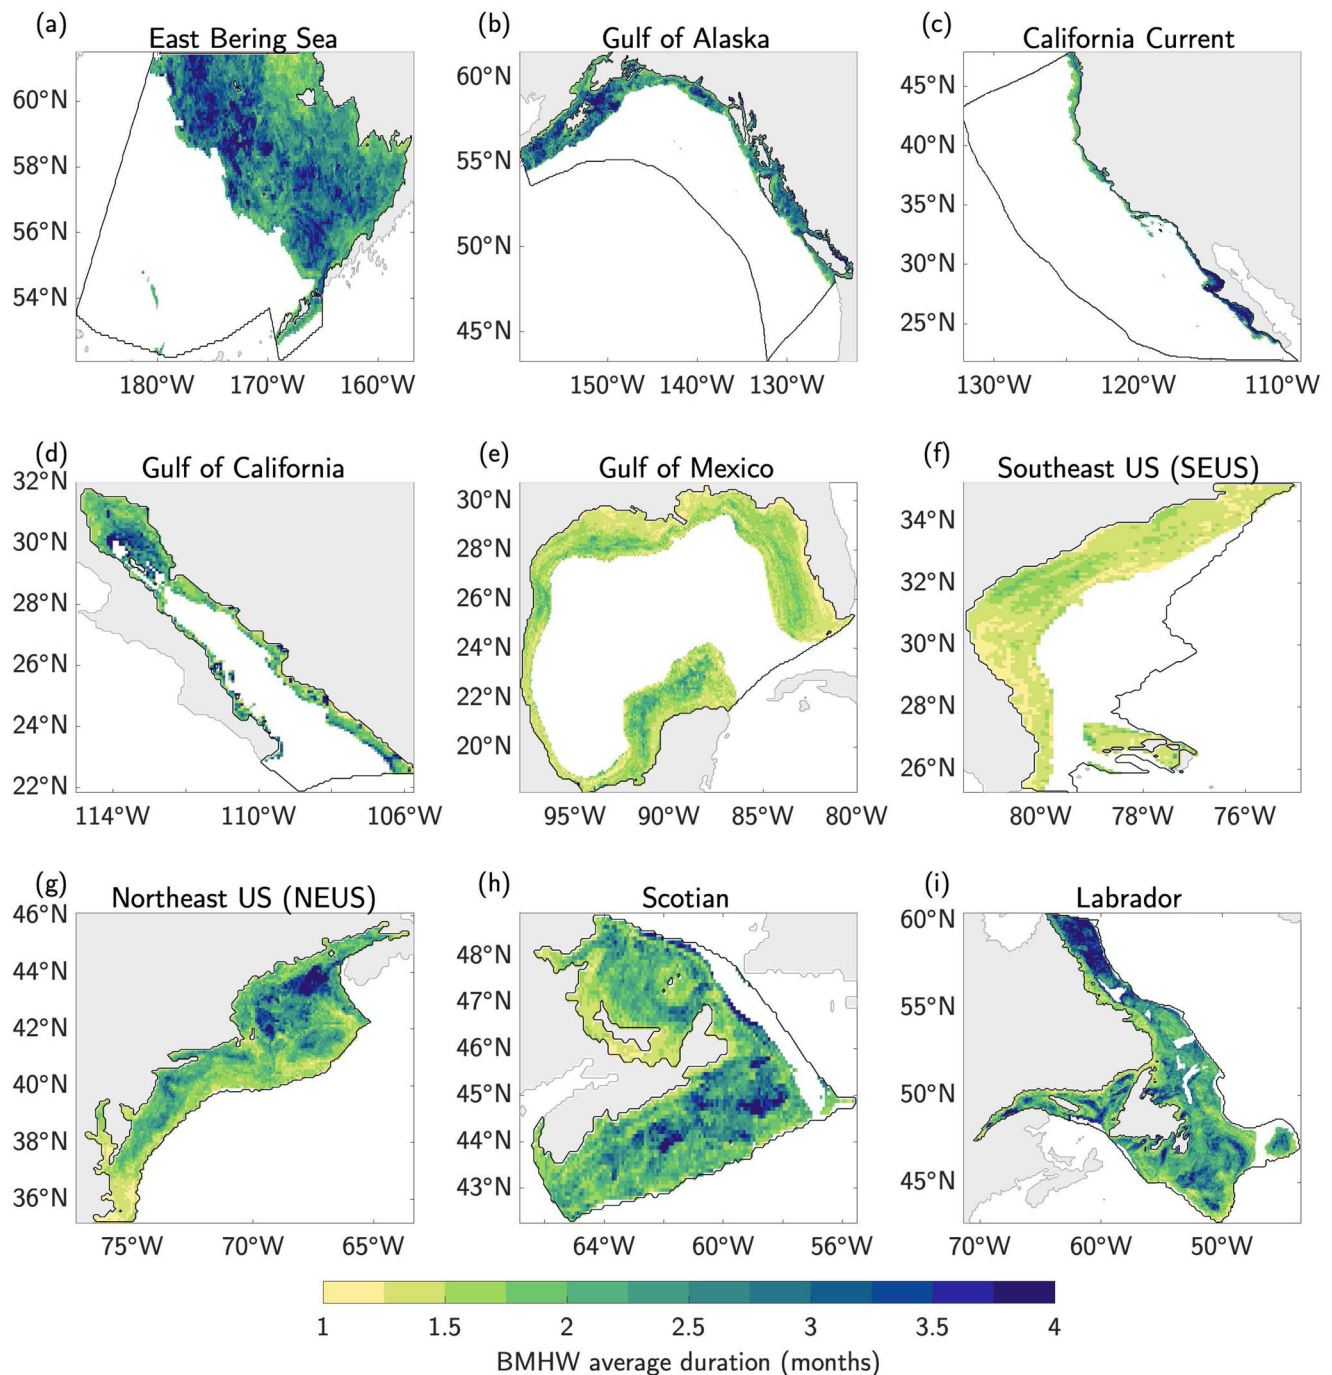 (a)
East Bering Sea
60°N
58°N
56°N
54°N
180°W 170°W 160°W
(b)
Gulf of Alaska
60°N
55°N
50°N
45°N
150°W 140°W 130°W
(c)
California Current
45°N
40°N
35°N
30°N
25°N
130°W 120°W 110°W
(d)
Gulf of California
32°N
30°N
28°N
26°N
24°N
22°N
114°W 110°W 106°W
(e)
Gulf of Mexico
30°N
28°N
26°N
24°N
22°N
20°N
95°W 90°W 85°W 80°W
(f)
Southeast US (SEUS)
34°N
32°N
30°N
28°N
26°N
80°W 78°W 76°W
(g)
Northeast US (NEUS)
46°N
44°N
42°N
40°N
38°N
36°N
75°W 70°W 65°W
(h)
Scotian
48°N
47°N
46°N
45°N
44°N
43°N
64°W 60°W 56°W
(i)
Labrador
60°N
55°N
50°N
45°N
70°W 60°W 50°W
1 1.5 2 2.5 3 3.5 4
BMHW average duration (months)